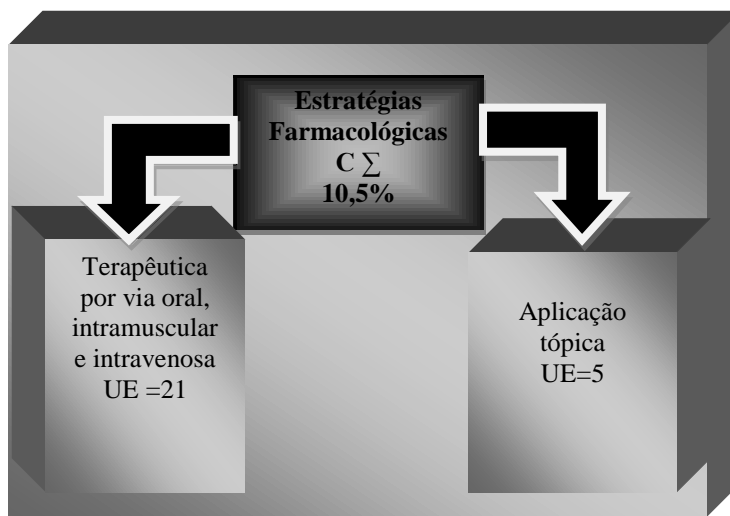 Estratégias
Farmacológicas
C ∑
10,5%
Terapêutica
por via oral,
intramuscular
e intravenosa
UE =21
Aplicação
tópica
UE=5